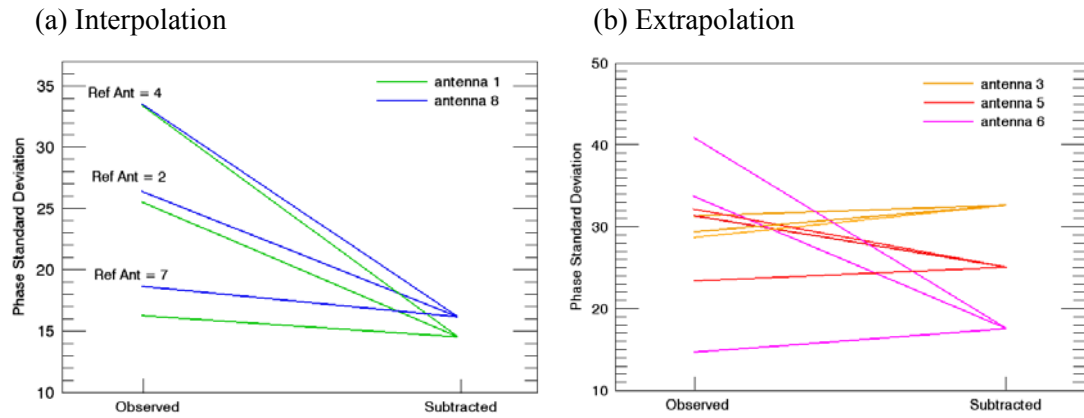 (a) Interpolation
35
30
25
20
15
10
Phase Standard Deviation
Ref Ant = 4
Ref Ant = 2
Ref Ant = 7
antenna 1
antenna 8
Observed
Subtracted
(b) Extrapolation
50
40
30
20
10
Phase Standard Deviation
antenna 3
antenna 5
antenna 6
Observed
Subtracted